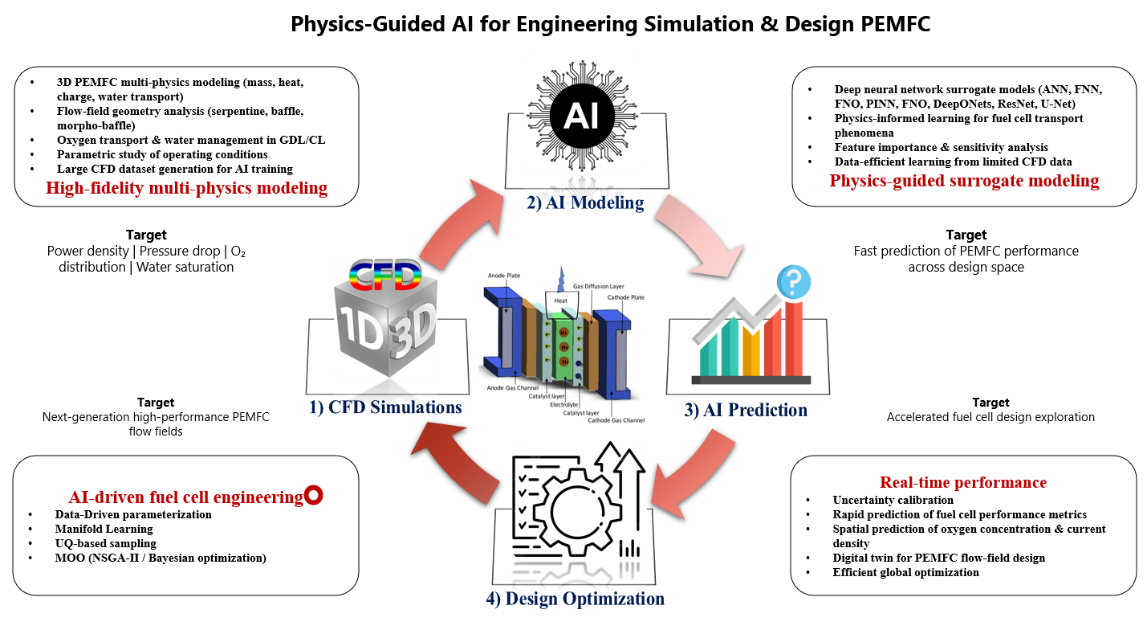 Physics-Guided AI for Engineering Simulation & Design PEMFC
• 3D PEMFC multi-physics modeling (mass, heat,
charge, water transport)
• Flow-field geometry analysis (serpentine, baffle,
morpho-baffle)
• Oxygen transport & water management in GDL/CL
• Parametric study of operating conditions
• Large CFD dataset generation for AI training
High-fidelity multi-physics modeling
Target
Power density | Pressure drop | O₂
distribution | Water saturation
AI
2) AI Modeling
• Deep neural network surrogate models (ANN, FNN,
FNO, PINN, FNO, DeepONets, ResNet, U-Net)
• Physics-informed learning for fuel cell transport
phenomena
• Feature importance & sensitivity analysis
• Data-efficient learning from limited CFD data
Physics-guided surrogate modeling
Target
Fast prediction of PEMFC performance
across design space
CFD
1D 3D
1) CFD Simulations
Anode Plate
Heat
Gas Diffusion Layer
Cathode Plate
Anode Gas Channel
Catalyst layer
Electrolyte
Catalyst layer
Cathode Gas Channel
?
3) AI Prediction
Target
Next-generation high-performance PEMFC
flow fields
AI-driven fuel cell engineering
• Data-Driven parameterization
• Manifold Learning
• UQ-based sampling
• MOO (NSGA-II / Bayesian optimization)
4) Design Optimization
Target
Accelerated fuel cell design exploration
Real-time performance
• Uncertainty calibration
• Rapid prediction of fuel cell performance metrics
• Spatial prediction of oxygen concentration & current
density
• Digital twin for PEMFC flow-field design
• Efficient global optimization